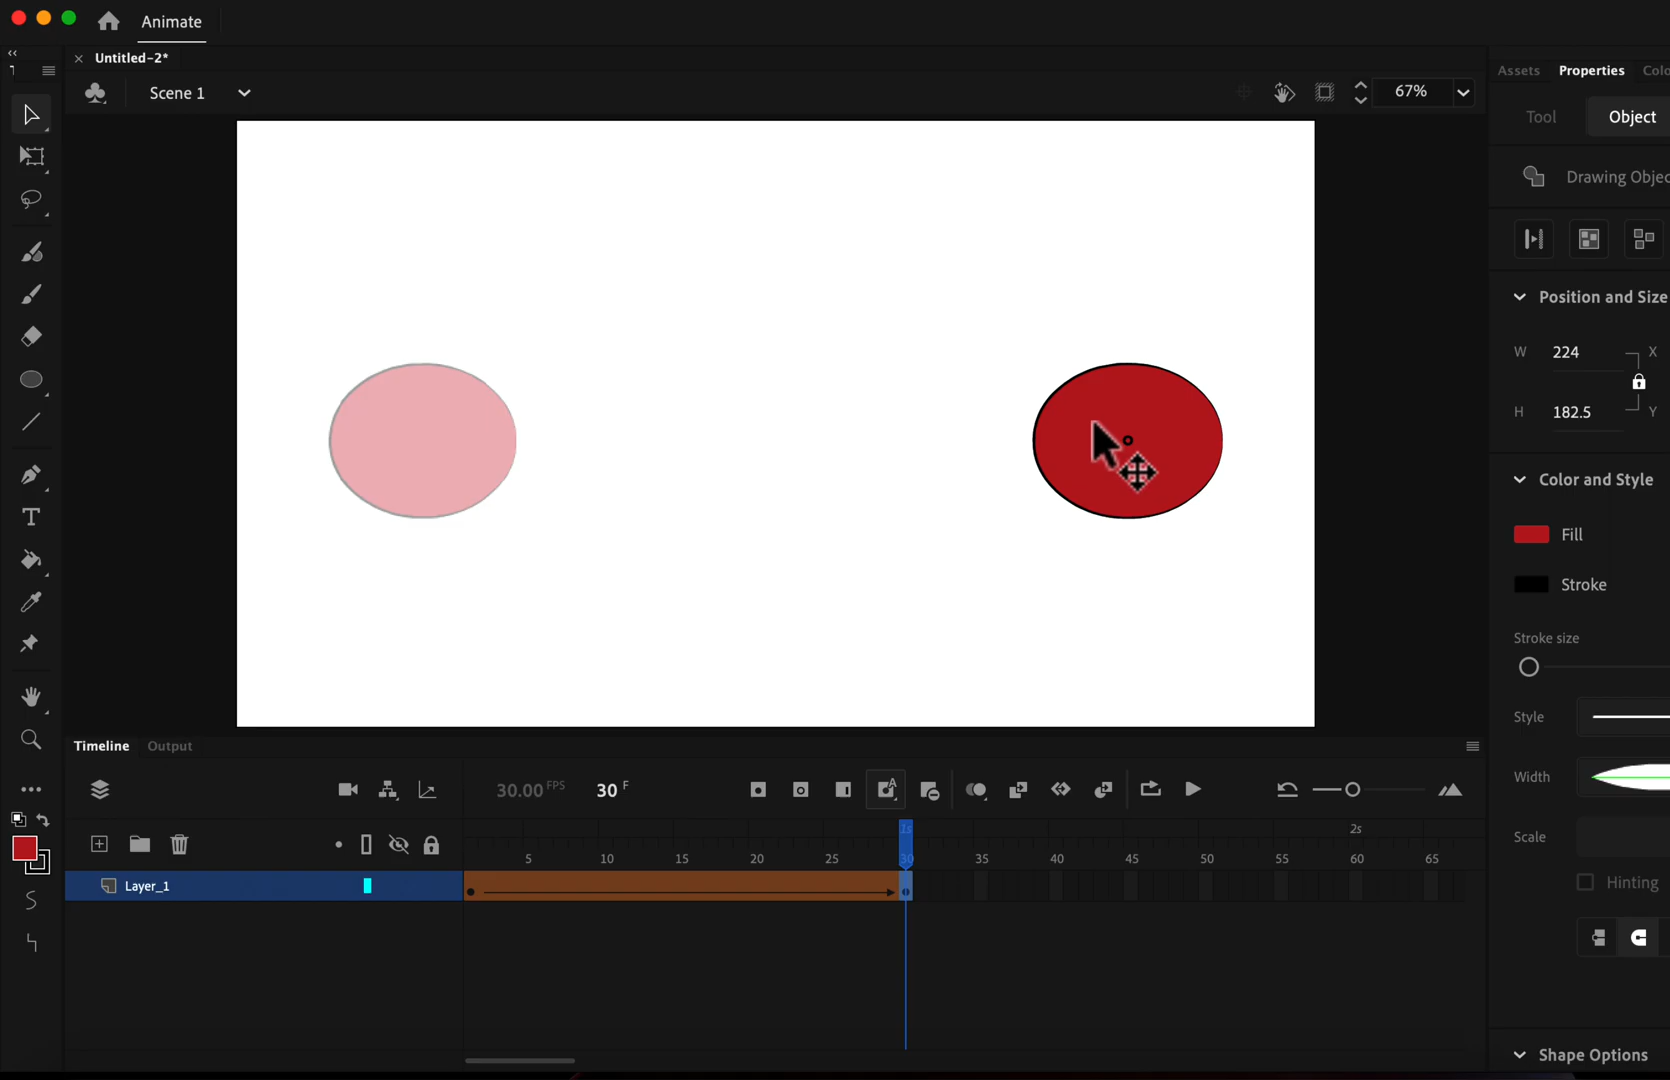 Animate
Untitled-2*
Scene 1
67%
Assets Properties
Tool Object
Drawing Objec
Position and Size
W 224 X
H 182.5 Y
Color and Style
Fill
Stroke
Stroke size
Style
Width
Scale
Hinting
Shape Options
Timeline Output
30.00 FPS 30 F
1s 2s
5 10 15 20 25 30 35 40 45 50 55 60 65
Layer_1